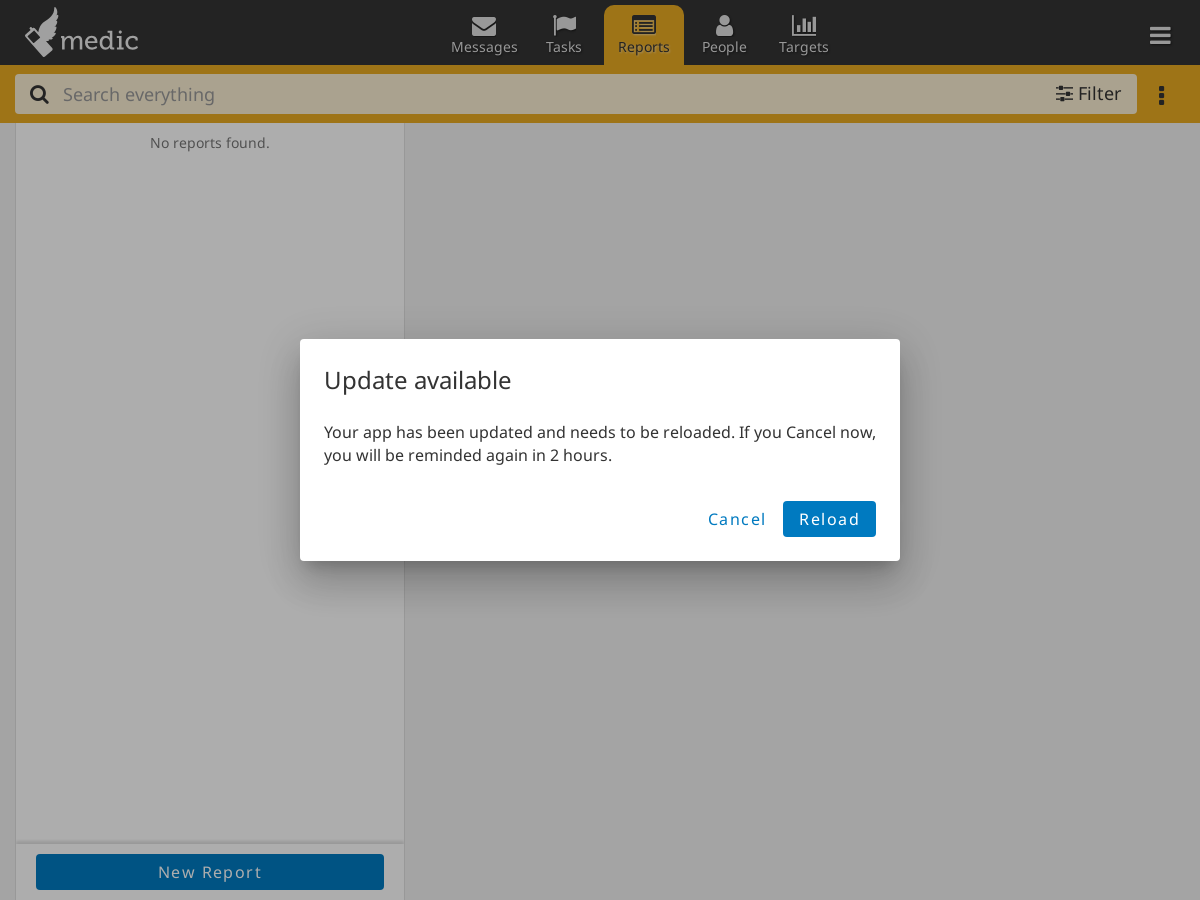 medic
Messages
Tasks
Reports
People
Targets
Search everything
Filter
No reports found.
Update available
Your app has been updated and needs to be reloaded. If you Cancel now,
you will be reminded again in 2 hours.
Cancel
Reload
New Report